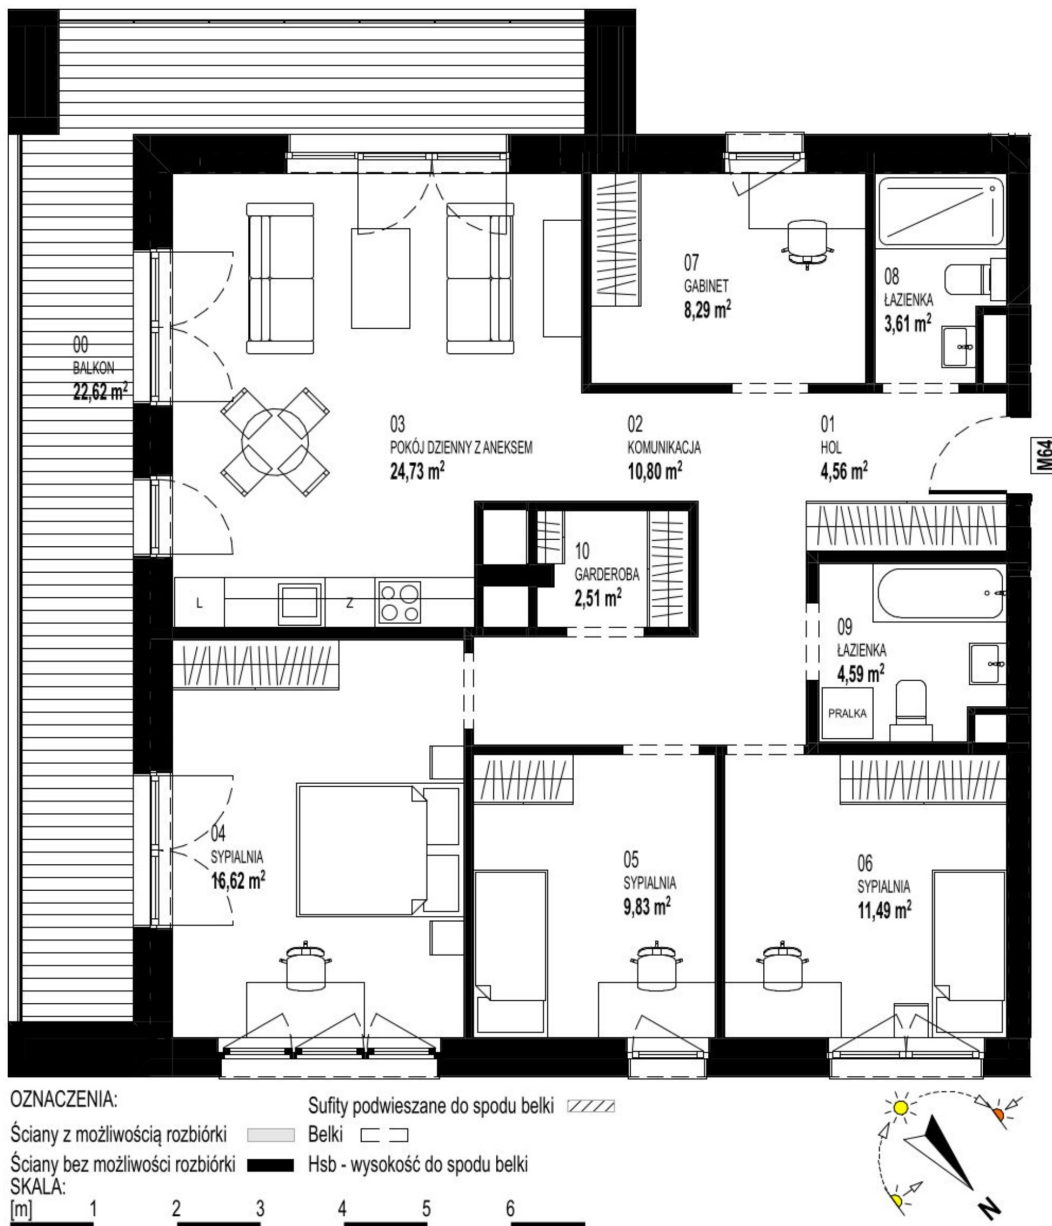 07
GABINET
8,29 m²
08
ŁAZIENKA
3,61 m²
00
BALKON
22,62 m²
03
POKÓJ DZIENNY Z ANEKSEM
24,73 m²
02
KOMUNIKACJA
10,80 m²
01
HOL
4,56 m²
M64
10
GARDEROBA
2,51 m²
L
Z
09
ŁAZIENKA
4,59 m²
PRALKA
04
SYPIALNIA
16,62 m²
05
SYPIALNIA
9,83 m²
06
SYPIALNIA
11,49 m²
OZNACZENIA:
Sufity podwieszane do spodu belki
Ściany z możliwością rozbiórki
Belki
Ściany bez możliwości rozbiórki
Hsb - wysokość do spodu belki
SKALA:
[m] 1 2 3 4 5 6
N